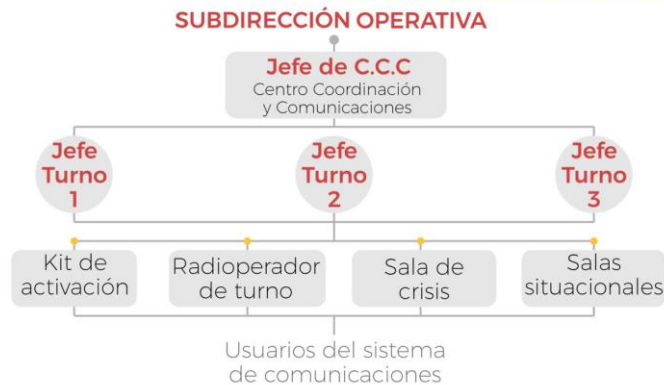 SUBDIRECCIÓN OPERATIVA
Jefe de C.C.C
Centro Coordinación
y Comunicaciones
Jefe
Turno
1
Jefe
Turno
2
Jefe
Turno
3
Kit de
activación
Radioperador
de turno
Sala de
crisis
Salas
situacionales
Usuarios del sistema
de comunicaciones